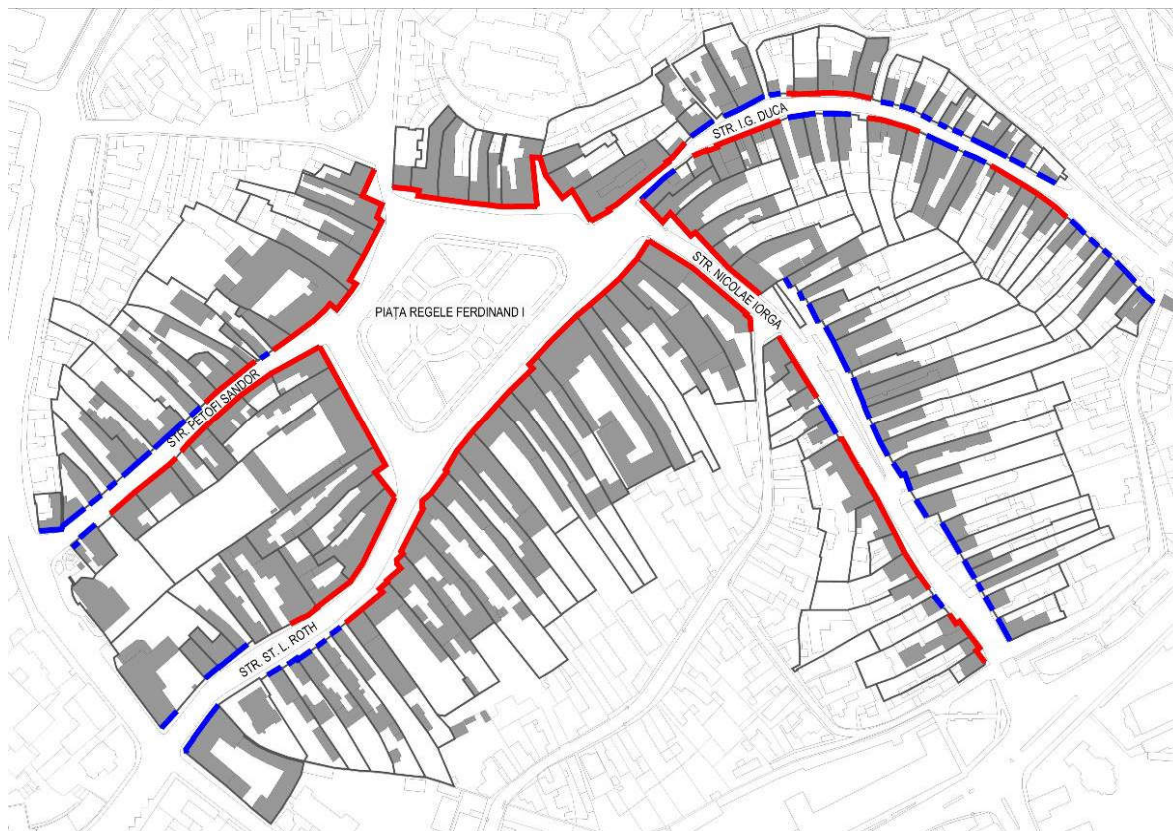 STR. I.G. DUCA
STR. NICOLAE IORGA
PIAȚA REGELE FERDINAND I
STR. PETOFI SANDOR
STR. ST. L. ROTH